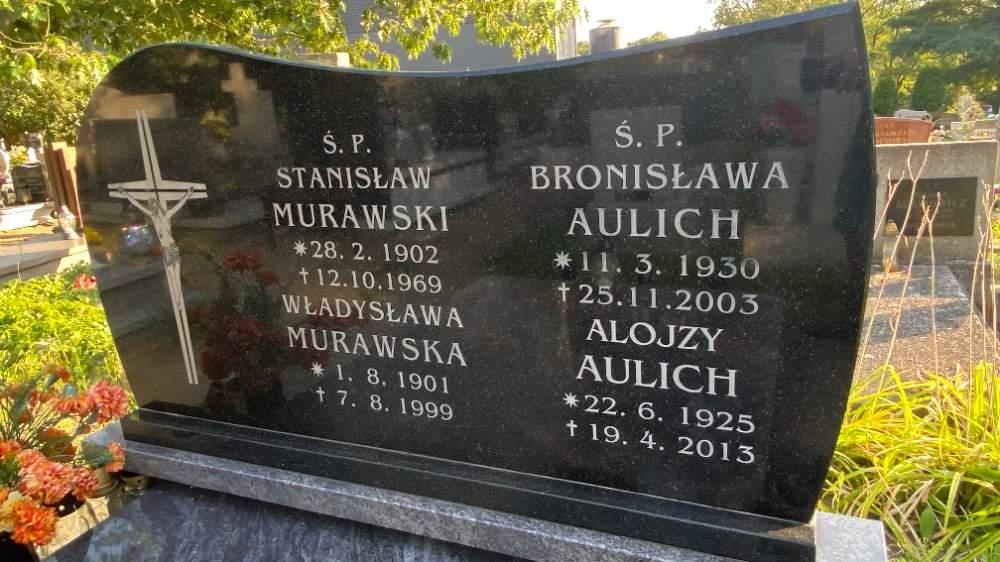 Ś. P.
STANISŁAW
MURAWSKI
✴28. 2. 1902
†12.10.1969
WŁADYSŁAWA
MURAWSKA
✴ 1. 8. 1901
† 7. 8. 1999
Ś. P.
BRONISŁAWA
AULICH
✴11. 3. 1930
†25.11.2003
ALOJZY
AULICH
✴22. 6. 1925
†19. 4. 2013